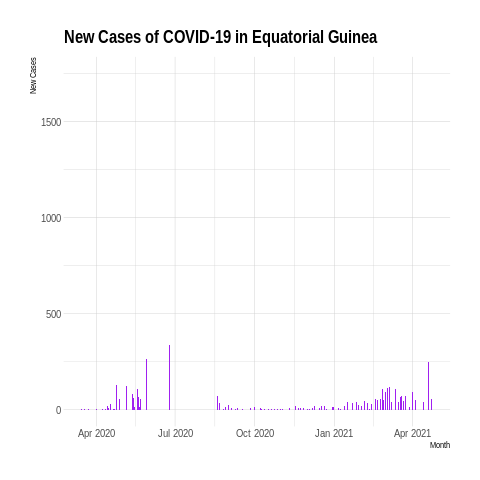 New Cases of COVID-19 in Equatorial Guinea
New Cases
1500
1000
500
0
Apr 2020 Jul 2020 Oct 2020 Jan 2021 Apr 2021
Month